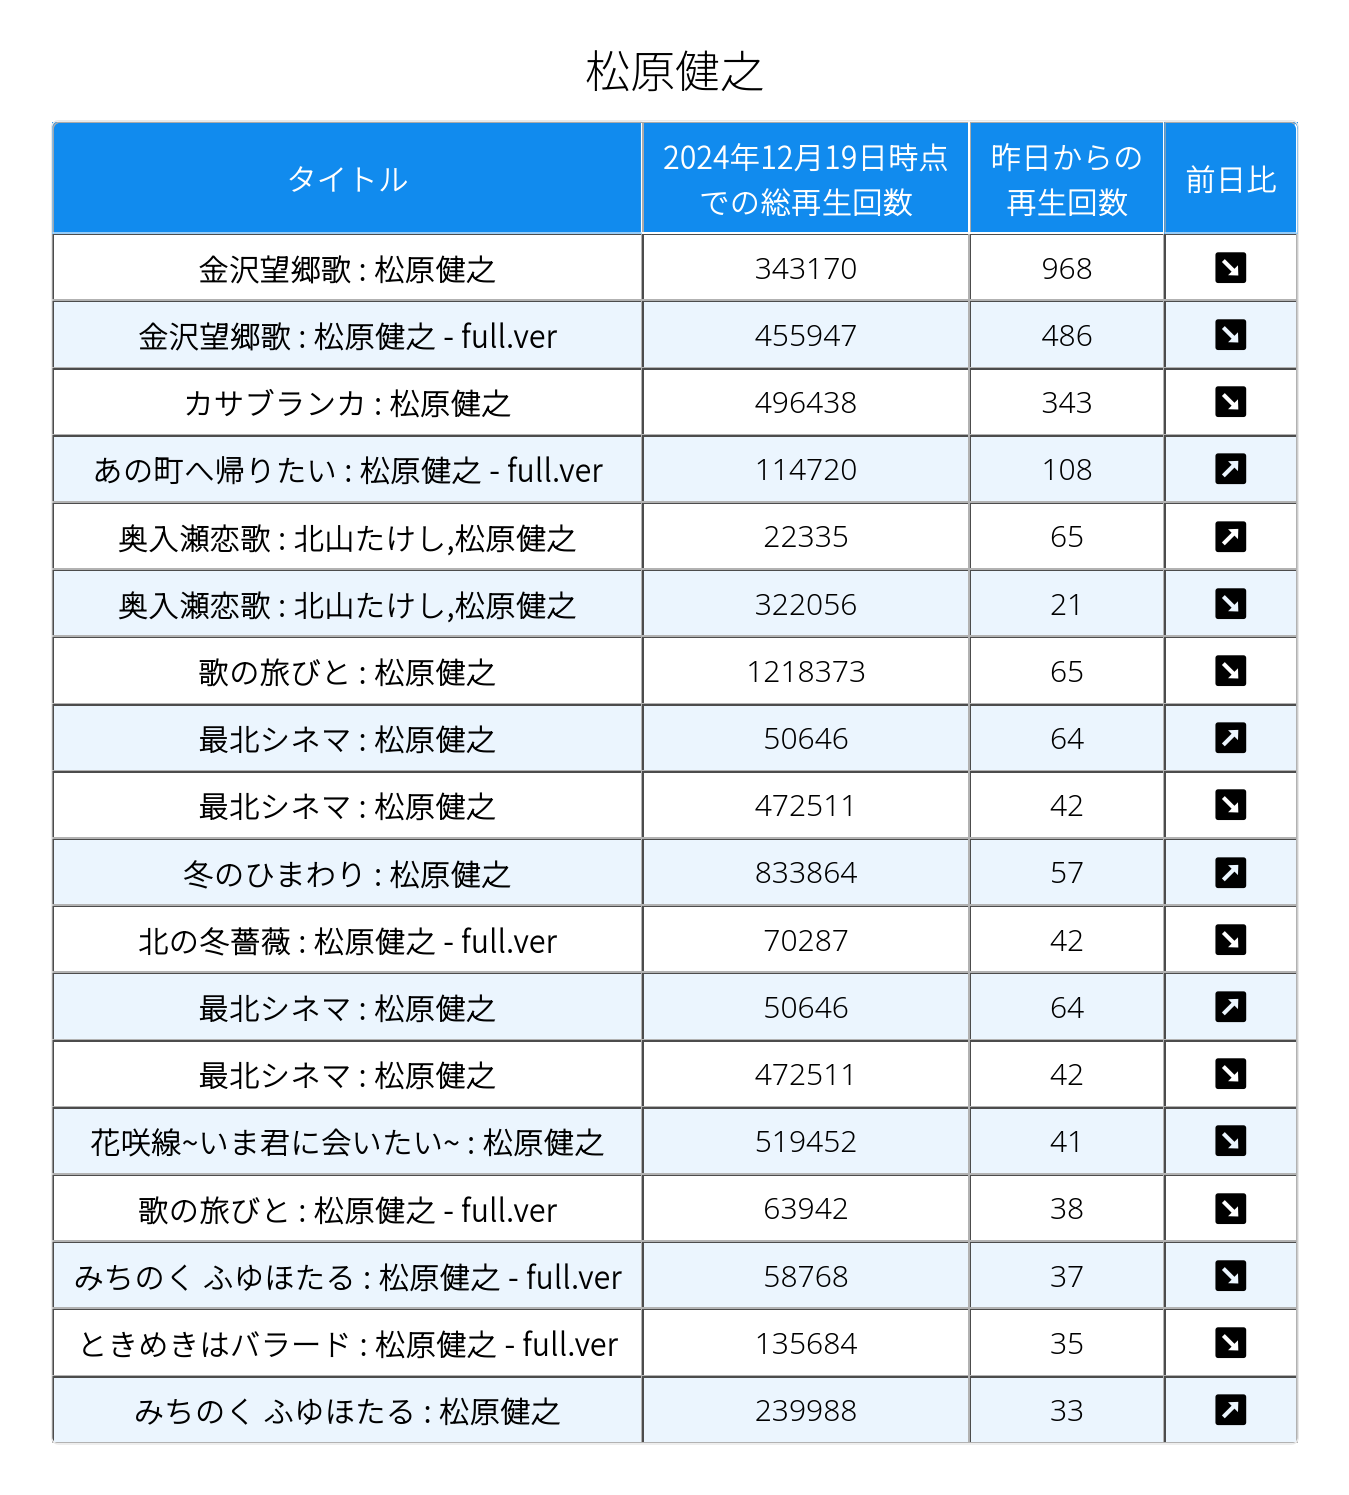 松原健之
タイトル 2024年12月19日時点での総再生回数 昨日からの再生回数 前日比
金沢望郷歌 : 松原健之 343170 968 ↘
金沢望郷歌 : 松原健之 - full.ver 455947 486 ↘
カサブランカ : 松原健之 496438 343 ↘
あの町へ帰りたい : 松原健之 - full.ver 114720 108 ↗
奥入瀬恋歌 : 北山たけし,松原健之 22335 65 ↗
奥入瀬恋歌 : 北山たけし,松原健之 322056 21 ↘
歌の旅びと : 松原健之 1218373 65 ↘
最北シネマ : 松原健之 50646 64 ↗
最北シネマ : 松原健之 472511 42 ↘
冬のひまわり : 松原健之 833864 57 ↗
北の冬薔薇 : 松原健之 - full.ver 70287 42 ↘
最北シネマ : 松原健之 50646 64 ↗
最北シネマ : 松原健之 472511 42 ↘
花咲線~いま君に会いたい~ : 松原健之 519452 41 ↘
歌の旅びと : 松原健之 - full.ver 63942 38 ↘
みちのく ふゆほたる : 松原健之 - full.ver 58768 37 ↘
ときめきはバラード : 松原健之 - full.ver 135684 35 ↘
みちのく ふゆほたる : 松原健之 239988 33 ↗